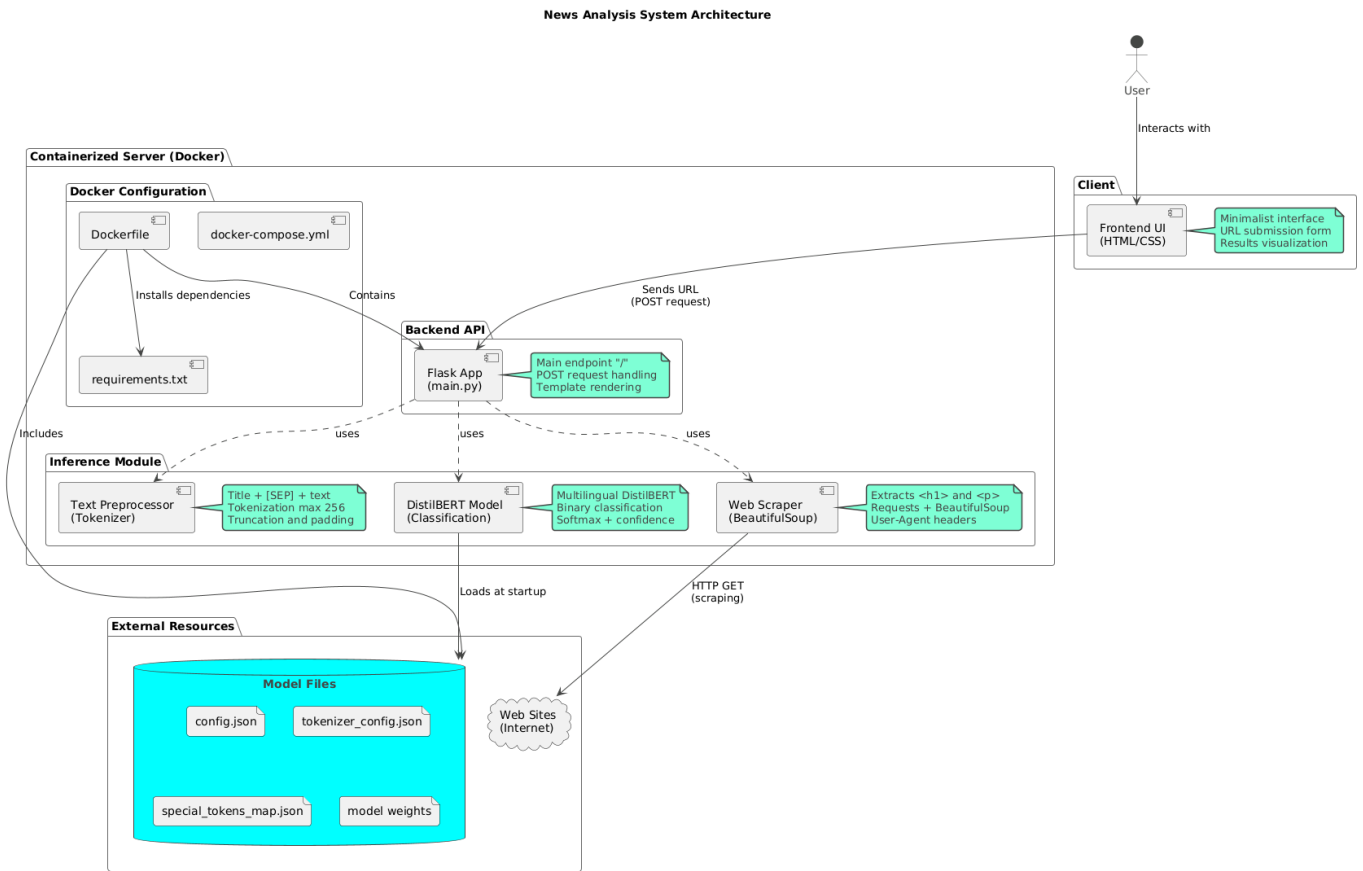 News Analysis System Architecture
User
Interacts with
Containerized Server (Docker)
Client
Docker Configuration
Dockerfile
docker-compose.yml
Frontend UI
(HTML/CSS)
Minimalist interface
URL submission form
Results visualization
Installs dependencies
Contains
Sends URL
(POST request)
Backend API
requirements.txt
Flask App
(main.py)
Main endpoint "/"
POST request handling
Template rendering
Includes
uses
uses
uses
Inference Module
Text Preprocessor
(Tokenizer)
Title + [SEP] + text
Tokenization max 256
Truncation and padding
DistilBERT Model
(Classification)
Multilingual DistilBERT
Binary classification
Softmax + confidence
Web Scraper
(BeautifulSoup)
Extracts <h1> and <p>
Requests + BeautifulSoup
User-Agent headers
Loads at startup
HTTP GET
(scraping)
External Resources
Model Files
config.json
tokenizer_config.json
Web Sites
(Internet)
special_tokens_map.json
model weights